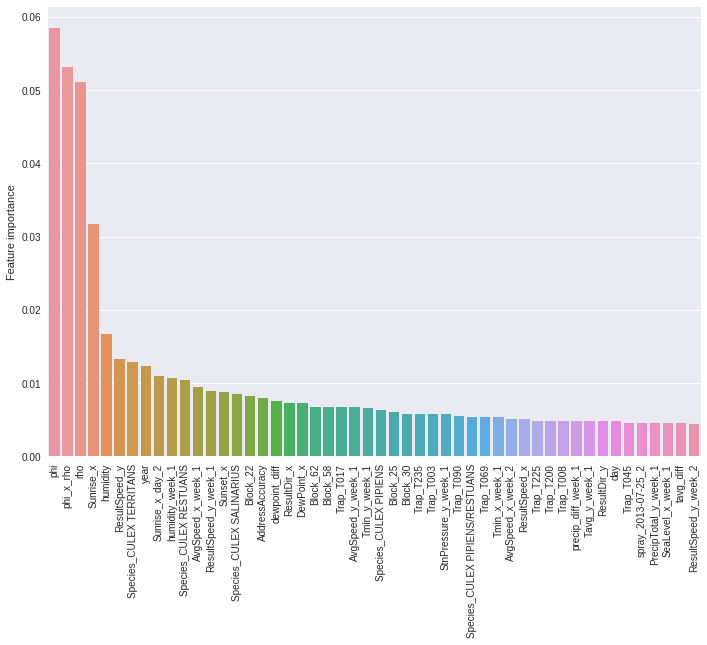 0.06
0.05
0.04
0.03
0.02
0.01
0.00
Feature importance
phi
phi_x_rho
rho
Sunrise_x
humidity
ResultSpeed_y
Species_CULEX TERRITANS
year
Sunrise_x_day_2
humidity_week_1
Species_CULEX RESTUANS
AvgSpeed_x_week_1
ResultSpeed_y_week_1
Sunset_x
Species_CULEX SALINARIUS
Block_22
AddressAccuracy
dewpoint_diff
ResultDir_x
DewPoint_x
Block_62
Block_58
Trap_T017
AvgSpeed_y_week_1
Tmin_y_week_1
Species_CULEX PIPIENS
Block_25
Block_30
Trap_T235
Trap_T003
StnPressure_y_week_1
Trap_T090
Species_CULEX PIPIENS/RESTUANS
Trap_T069
Tmin_x_week_1
AvgSpeed_x_week_2
ResultSpeed_x
Trap_T225
Trap_T200
Trap_T008
precip_diff_week_1
Tavg_y_week_1
ResultDir_y
day
Trap_T045
spray_2013-07-25_2
PrecipTotal_y_week_1
SeaLevel_x_week_1
tavg_diff
ResultSpeed_y_week_2